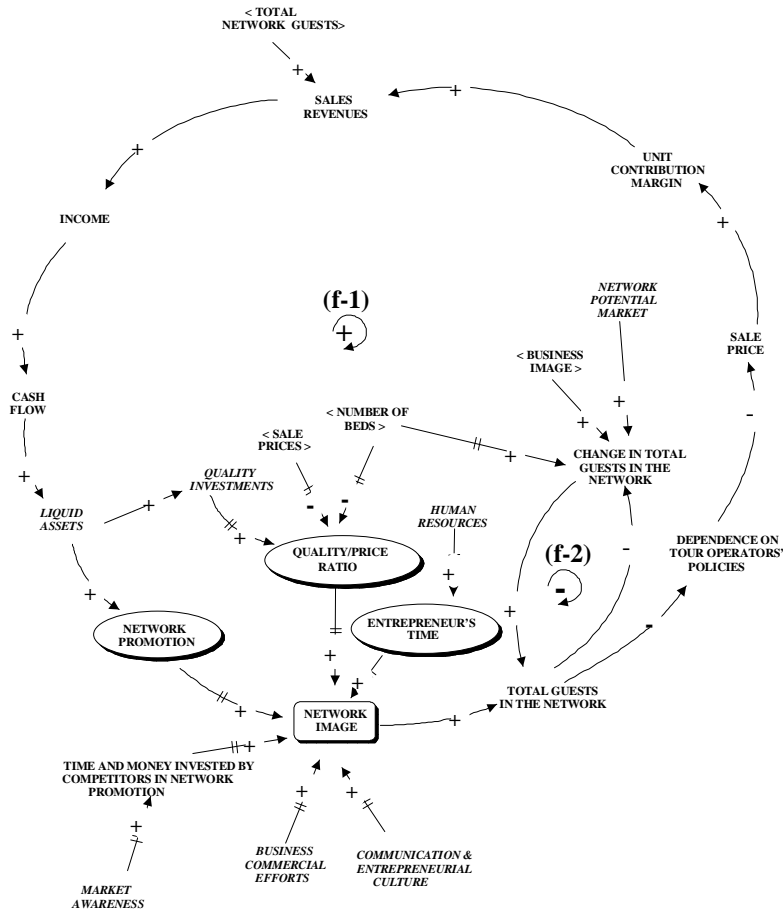 < TOTAL
NETWORK GUESTS>
+
SALES
REVENUES
+
+
UNIT
CONTRIBUTION
MARGIN
+
INCOME
(f-1)
+
NETWORK
POTENTIAL
MARKET
+
SALE
PRICE
< BUSINESS
IMAGE >
+
+
CASH
FLOW
< NUMBER OF
BEDS >
-
< SALE
PRICES >
+
CHANGE IN TOTAL
GUESTS IN THE
NETWORK
QUALITY
INVESTMENTS
+
+
-
-
LIQUID
ASSETS
HUMAN
RESOURCES
+
DEPENDENCE ON
TOUR OPERATORS'
POLICIES
QUALITY/PRICE
RATIO
+
(f-2)
-
-
+
NETWORK
PROMOTION
ENTREPRENEUR'S
TIME
+
-
+
+
TOTAL GUESTS
IN THE NETWORK
+
NETWORK
IMAGE
+
+
TIME AND MONEY INVESTED BY
COMPETITORS IN NETWORK
PROMOTION
+
+
+
BUSINESS
COMMERCIAL
EFFORTS
COMMUNICATION &
ENTREPRENEURIAL
CULTURE
MARKET
AWARENESS